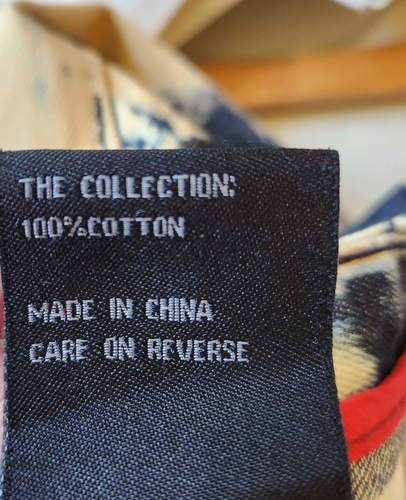 THE COLLECTION:
100%COTTON
MADE IN CHINA
CARE ON REVERSE